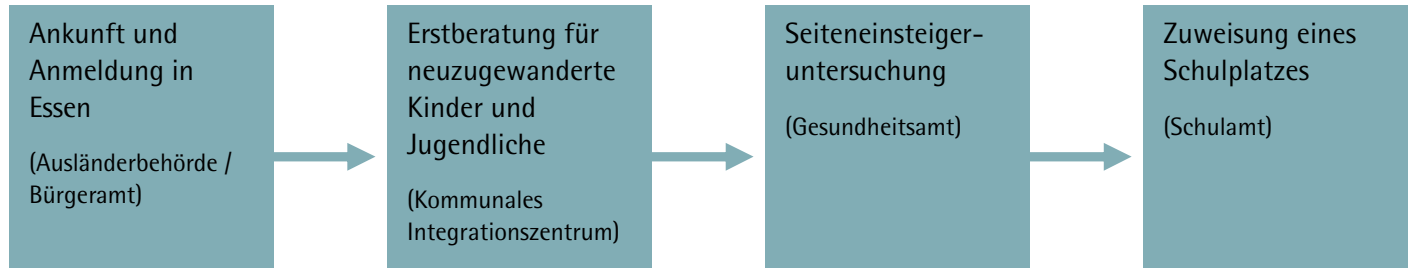 Ankunft und
Anmeldung in
Essen
(Ausländerbehörde /
Bürgeramt)
Erstberatung für
neuzugewanderte
Kinder und
Jugendliche
(Kommunales
Integrationszentrum)
Seiteneinsteiger-
untersuchung
(Gesundheitsamt)
Zuweisung eines
Schulplatzes
(Schulamt)